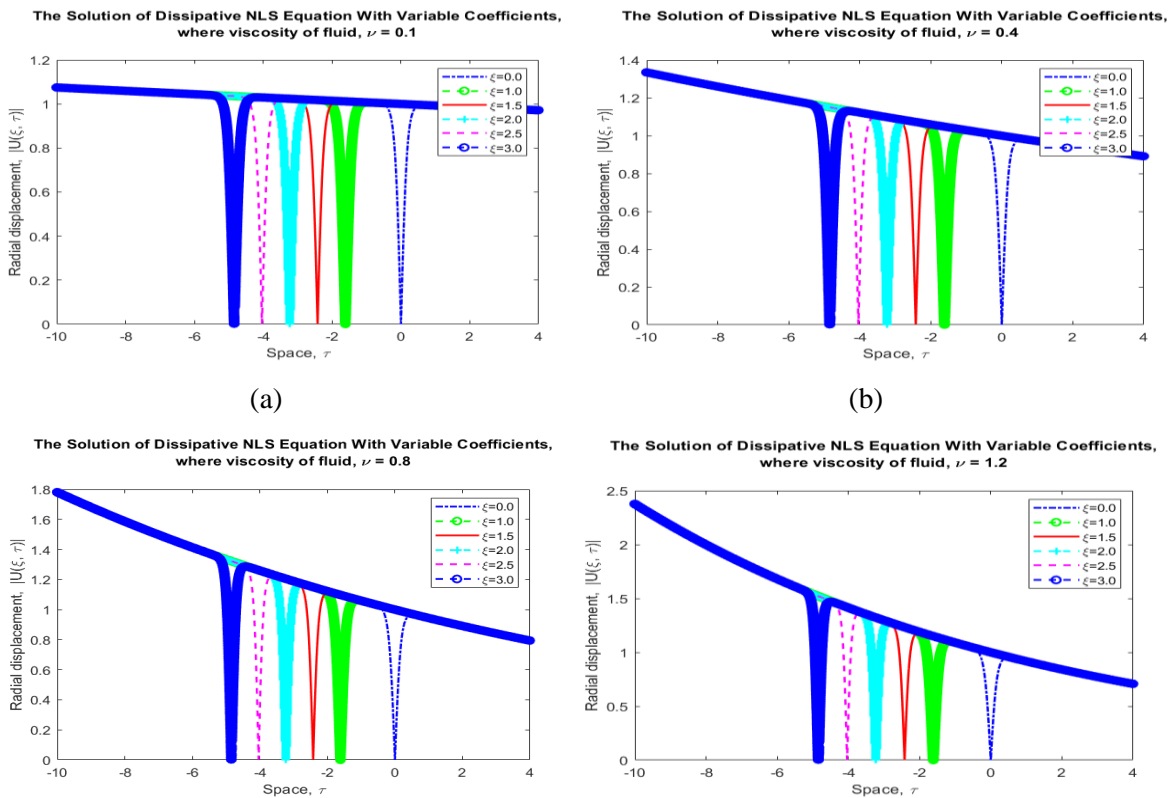 The Solution of Dissipative NLS Equation With Variable Coefficients,
where viscosity of fluid, ν = 0.1
Radial displacement, |U(ξ, τ)|
1.2
1
0.8
0.6
0.4
0.2
0
-10 -8 -6 -4 -2 0 2 4
Space, τ
ξ=0.0
ξ=1.0
ξ=1.5
ξ=2.0
ξ=2.5
ξ=3.0
(a)
The Solution of Dissipative NLS Equation With Variable Coefficients,
where viscosity of fluid, ν = 0.4
Radial displacement, |U(ξ, τ)|
1.4
1.2
1
0.8
0.6
0.4
0.2
0
-10 -8 -6 -4 -2 0 2 4
Space, τ
ξ=0.0
ξ=1.0
ξ=1.5
ξ=2.0
ξ=2.5
ξ=3.0
(b)
The Solution of Dissipative NLS Equation With Variable Coefficients,
where viscosity of fluid, ν = 0.8
Radial displacement, |U(ξ, τ)|
1.8
1.6
1.4
1.2
1
0.8
0.6
0.4
0.2
0
-10 -8 -6 -4 -2 0 2 4
Space, τ
ξ=0.0
ξ=1.0
ξ=1.5
ξ=2.0
ξ=2.5
ξ=3.0
The Solution of Dissipative NLS Equation With Variable Coefficients,
where viscosity of fluid, ν = 1.2
Radial displacement, |U(ξ, τ)|
2.5
2
1.5
1
0.5
0
-10 -8 -6 -4 -2 0 2 4
Space, τ
ξ=0.0
ξ=1.0
ξ=1.5
ξ=2.0
ξ=2.5
ξ=3.0